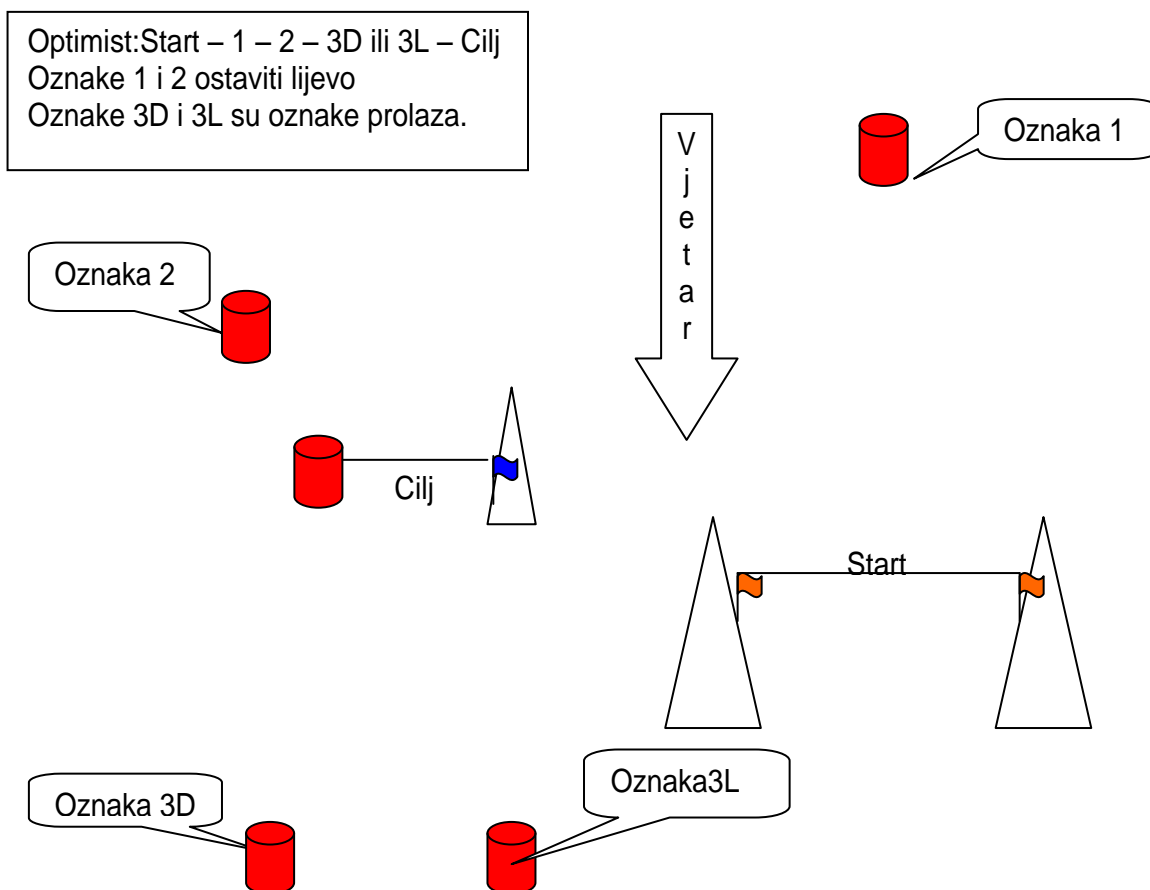 Optimist:Start – 1 – 2 – 3D ili 3L – Cilj
Oznake 1 i 2 ostaviti lijevo
Oznake 3D i 3L su oznake prolaza.
Vjetar
Oznaka 1
Oznaka 2
Cilj
Start
Oznaka 3D
Oznaka3L